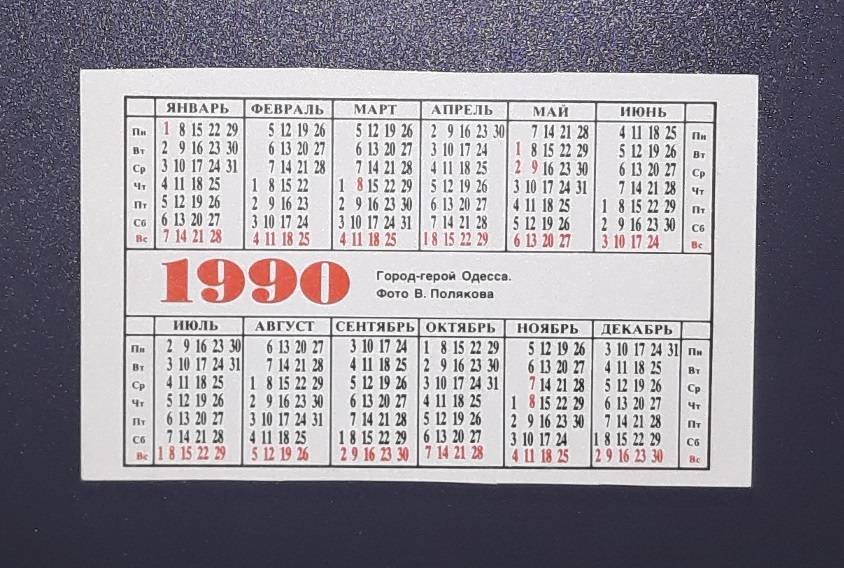 ЯНВАРЬ ФЕВРАЛЬ МАРТ АПРЕЛЬ МАЙ ИЮНЬ
Пн 1 8 15 22 29 5 12 19 26 5 12 19 26 2 9 16 23 30 7 14 21 28 4 11 18 25 Пн
Вт 2 9 16 23 30 6 13 20 27 6 13 20 27 3 10 17 24 1 8 15 22 29 5 12 19 26 Вт
Ср 3 10 17 24 31 7 14 21 28 7 14 21 28 4 11 18 25 2 9 16 23 30 6 13 20 27 Ср
Чт 4 11 18 25 1 8 15 22 1 8 15 22 29 5 12 19 26 3 10 17 24 31 7 14 21 28 Чт
Пт 5 12 19 26 2 9 16 23 2 9 16 23 30 6 13 20 27 4 11 18 25 1 8 15 22 29 Пт
Сб 6 13 20 27 3 10 17 24 3 10 17 24 31 7 14 21 28 5 12 19 26 2 9 16 23 30 Сб
Вс 7 14 21 28 4 11 18 25 4 11 18 25 1 8 15 22 29 6 13 20 27 3 10 17 24 Вс
1990
Город-герой Одесса.
Фото В. Полякова
ИЮЛЬ АВГУСТ СЕНТЯБРЬ ОКТЯБРЬ НОЯБРЬ ДЕКАБРЬ
Пн 2 9 16 23 30 6 13 20 27 3 10 17 24 1 8 15 22 29 5 12 19 26 3 10 17 24 31 Пн
Вт 3 10 17 24 31 7 14 21 28 4 11 18 25 2 9 16 23 30 6 13 20 27 4 11 18 25 Вт
Ср 4 11 18 25 1 8 15 22 29 5 12 19 26 3 10 17 24 31 7 14 21 28 5 12 19 26 Ср
Чт 5 12 19 26 2 9 16 23 30 6 13 20 27 4 11 18 25 1 8 15 22 29 6 13 20 27 Чт
Пт 6 13 20 27 3 10 17 24 31 7 14 21 28 5 12 19 26 2 9 16 23 30 7 14 21 28 Пт
Сб 7 14 21 28 4 11 18 25 1 8 15 22 29 6 13 20 27 3 10 17 24 1 8 15 22 29 Сб
Вс 1 8 15 22 29 5 12 19 26 2 9 16 23 30 7 14 21 28 4 11 18 25 2 9 16 23 30 Вс